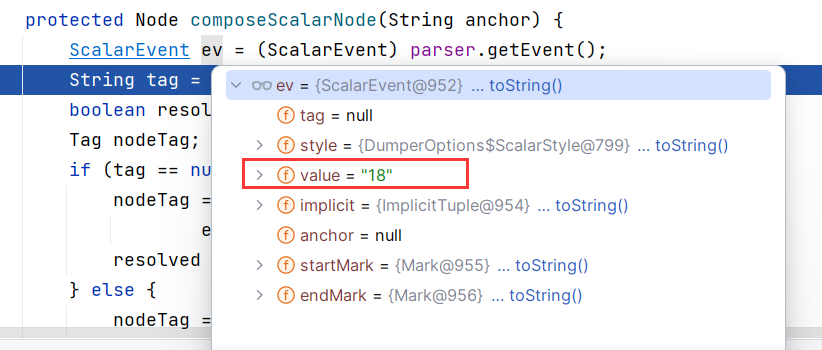 protected Node composeScalarNode(String anchor) {
ScalarEvent ev = (ScalarEvent) parser.getEvent();
String tag =
ev = {ScalarEvent@952} ... toString()
boolean resol
tag = null
Tag nodeTag;
style = {DumperOptions$ScalarStyle@799} ... toString()
if (tag == nu
value = "18"
nodeTag =
implicit = {ImplicitTuple@954} ... toString()
e
anchor = null
resolved
startMark = {Mark@955} ... toString()
} else {
endMark = {Mark@956} ... toString()
nodeTag =